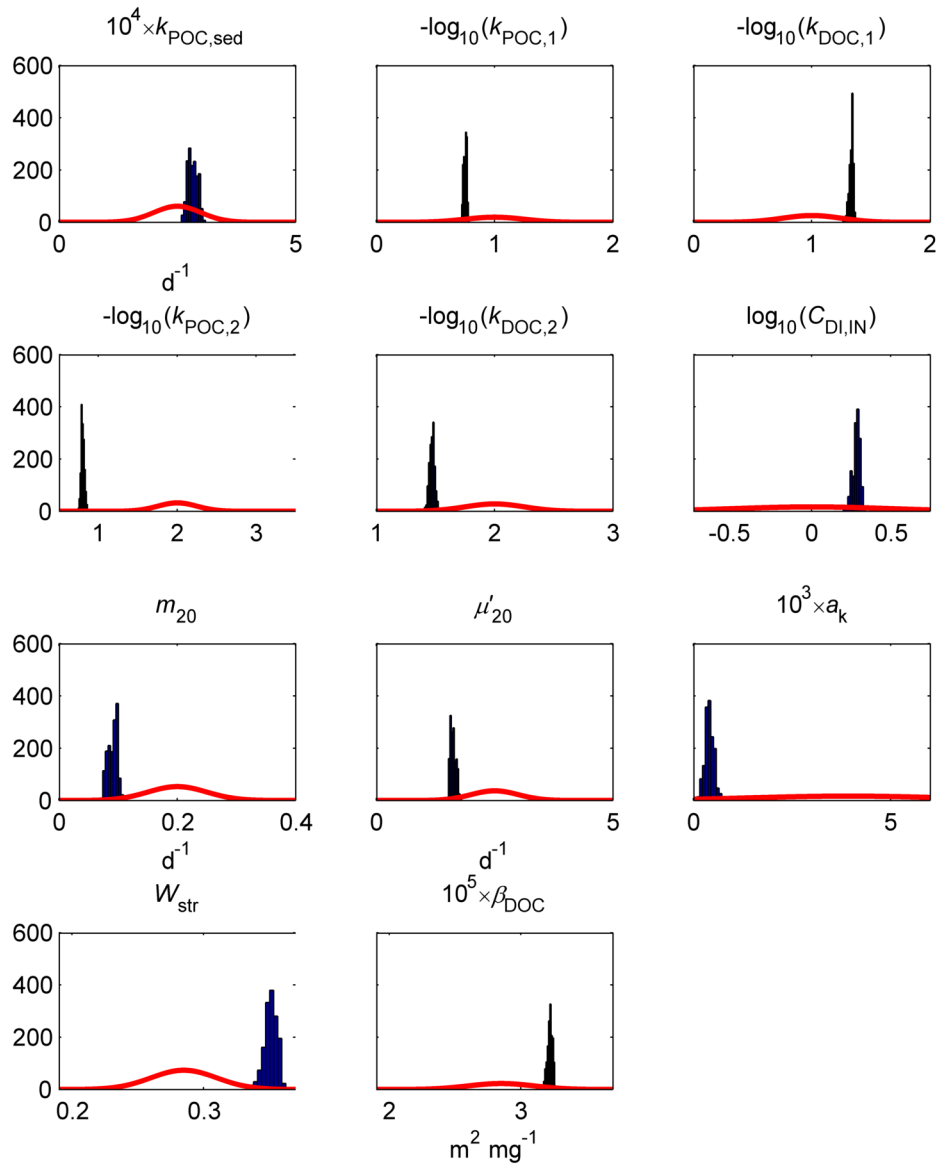 10⁴×k_POC,sed -log₁₀(k_POC,1) -log₁₀(k_DOC,1)
600
400
200
0
0 5 0 1 2 0 1 2
d⁻¹
-log₁₀(k_POC,2) -log₁₀(k_DOC,2) log₁₀(C_DI,IN)
600
400
200
0
1 2 3 1 2 3 -0.5 0 0.5
m₂₀ μ′₂₀ 10³×a_k
600
400
200
0
0 0.2 0.4 0 5 0 5
d⁻¹ d⁻¹
W_str 10⁵×β_DOC
600
400
200
0
0.2 0.3 2 3
m² mg⁻¹